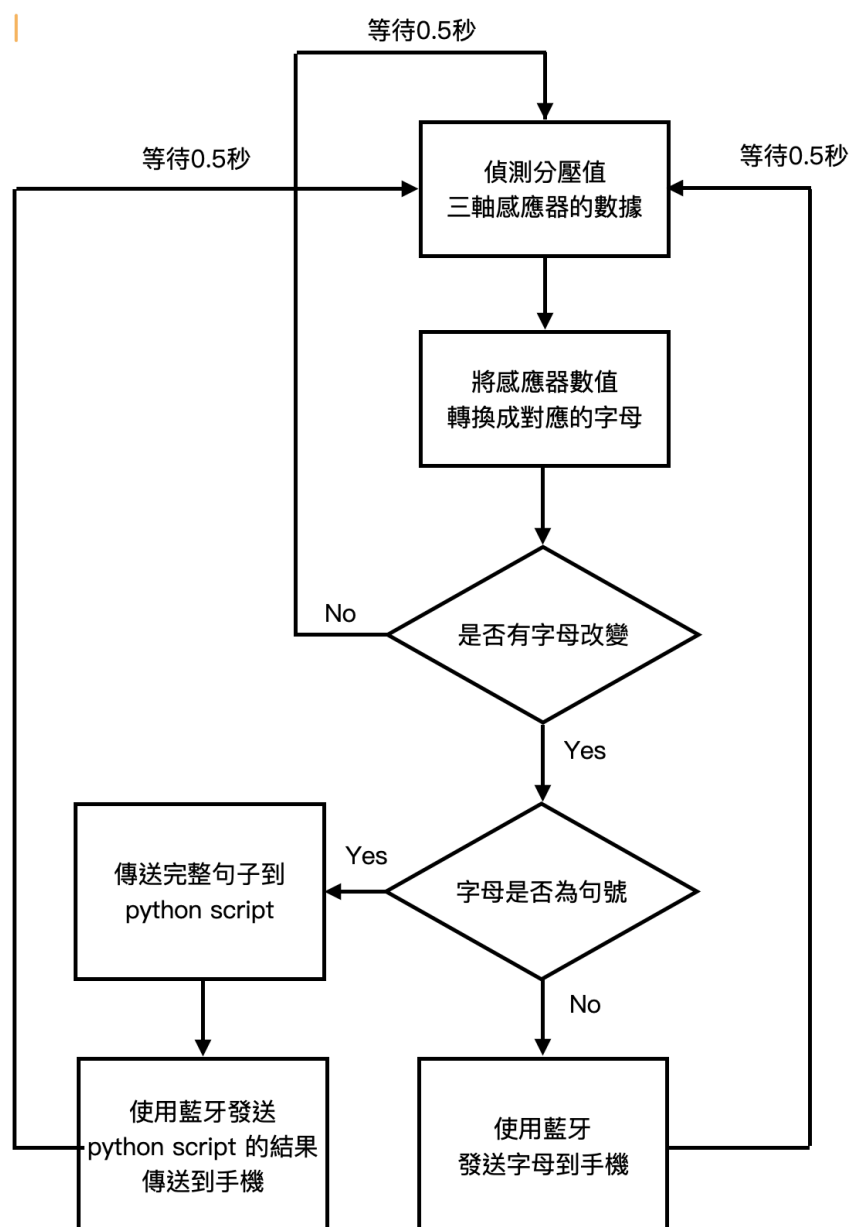 等待0.5秒
等待0.5秒
等待0.5秒
偵測分壓值
三軸感應器的數據
將感應器數值
轉換成對應的字母
No
是否有字母改變
Yes
Yes
字母是否為句號
傳送完整句子到
python script
No
使用藍牙發送
python script 的結果
傳送到手機
使用藍牙
發送字母到手機